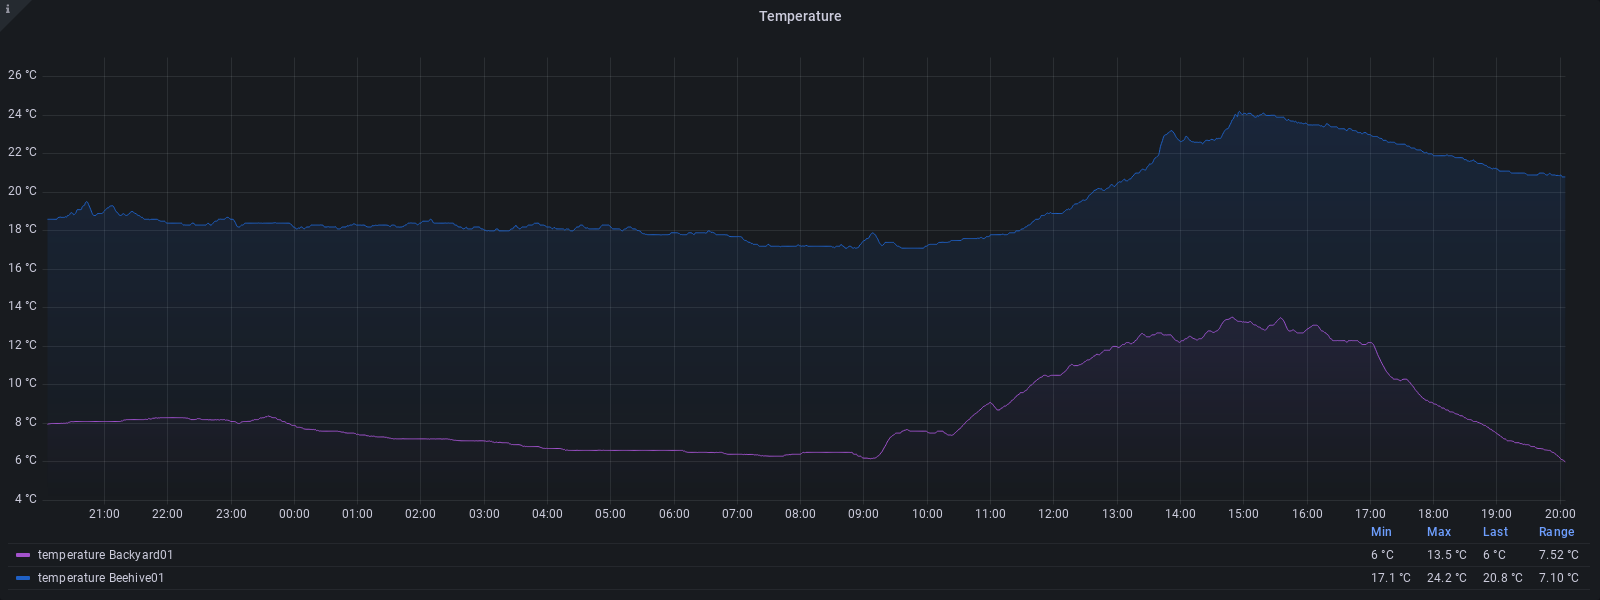 i
Temperature
26 °C
24 °C
22 °C
20 °C
18 °C
16 °C
14 °C
12 °C
10 °C
8 °C
6 °C
4 °C
21:00 22:00 23:00 00:00 01:00 02:00 03:00 04:00 05:00 06:00 07:00 08:00 09:00 10:00 11:00 12:00 13:00 14:00 15:00 16:00 17:00 18:00 19:00 20:00
Min Max Last Range
temperature Backyard01 6 °C 13.5 °C 6 °C 7.52 °C
temperature Beehive01 17.1 °C 24.2 °C 20.8 °C 7.10 °C